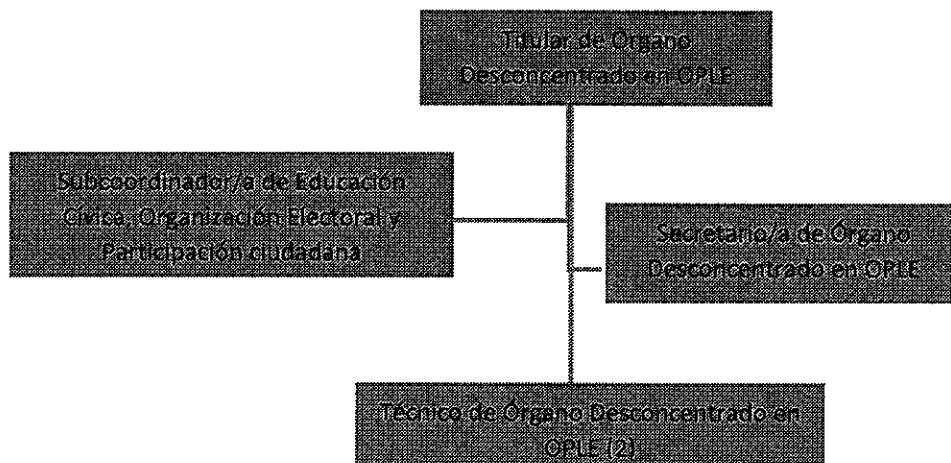 Titular de Órgano
Desconcentrado en OPLE
Subcoordinador/a de Educación
Cívica, Organización Electoral y
Participación ciudadana
Secretario/a de Órgano
Desconcentrado en OPLE
Técnico de Órgano Desconcentrado en
OPLE (2)